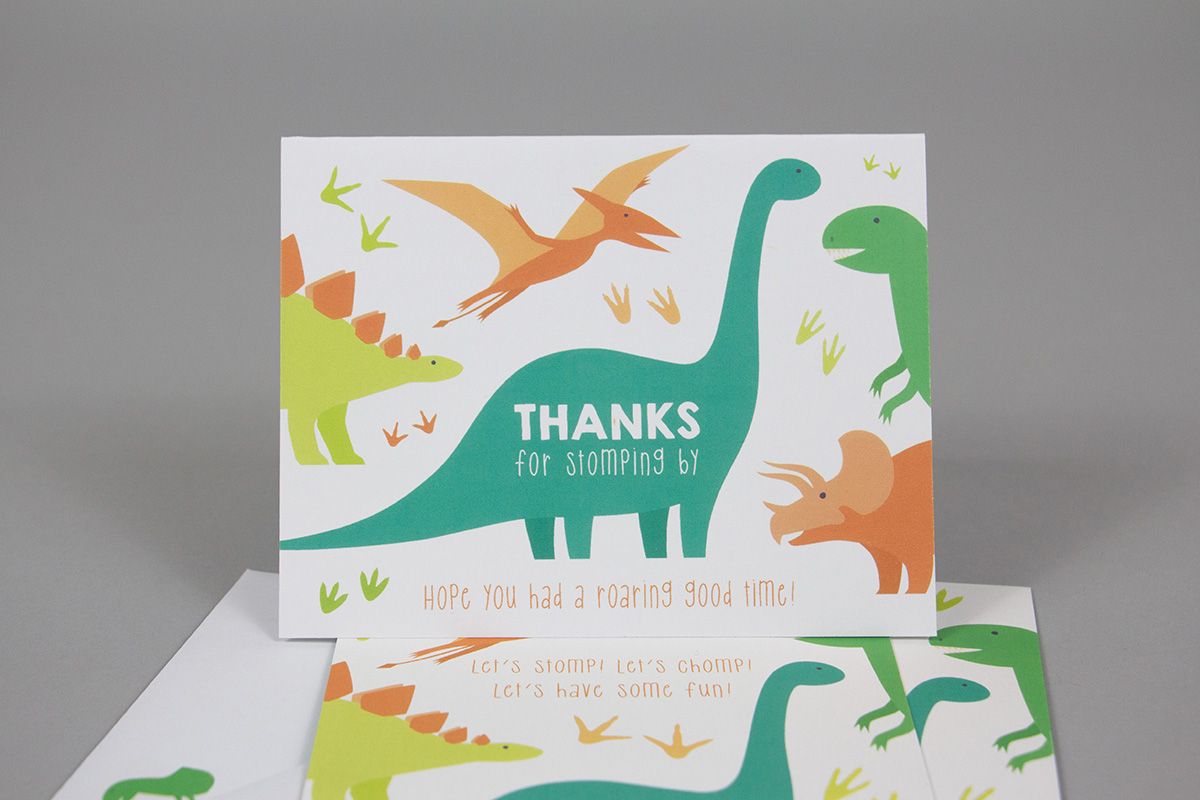 THANKS
for stomping by
Hope you had a roaring good time!
Let's stomp! Let's chomp!
Let's have some fun!